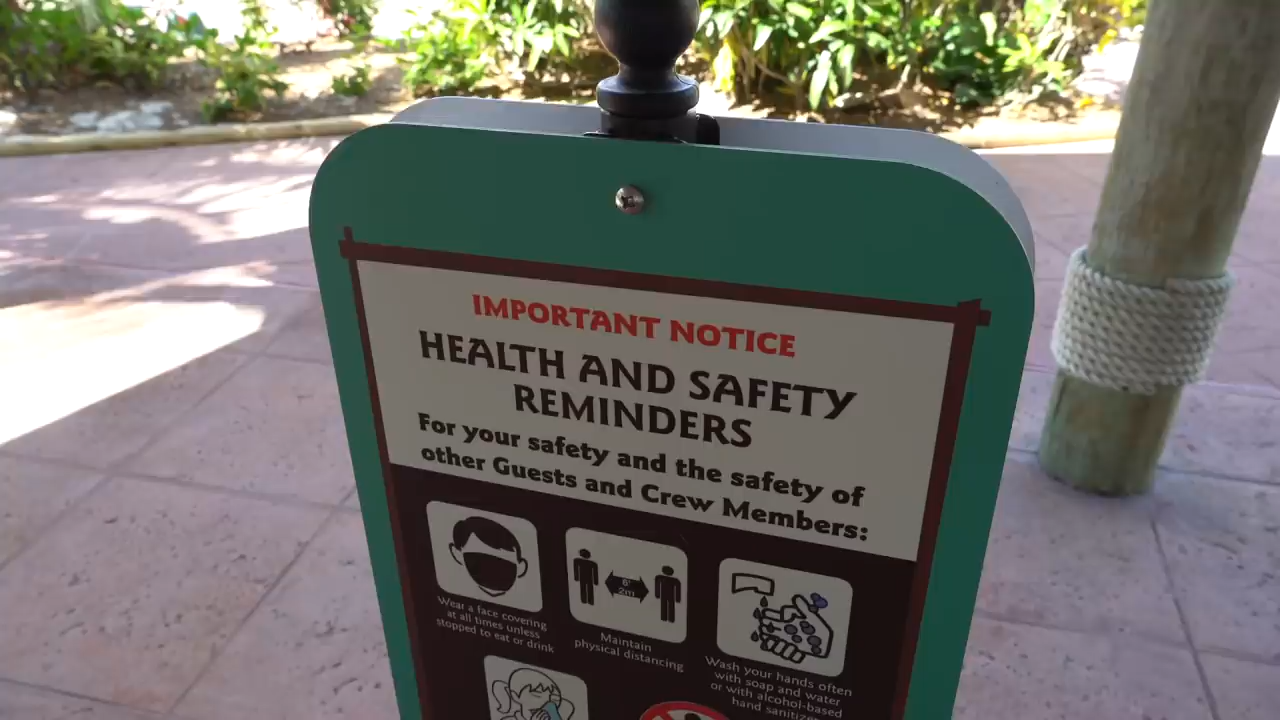 IMPORTANT NOTICE
HEALTH AND SAFETY
REMINDERS
For your safety and the safety of
other Guests and Crew Members:
Wear a face covering
at all times unless
stopped to eat or drink
6'
2m
Maintain
physical distancing
Wash your hands often
with soap and water
or with alcohol-based
hand sanitizer